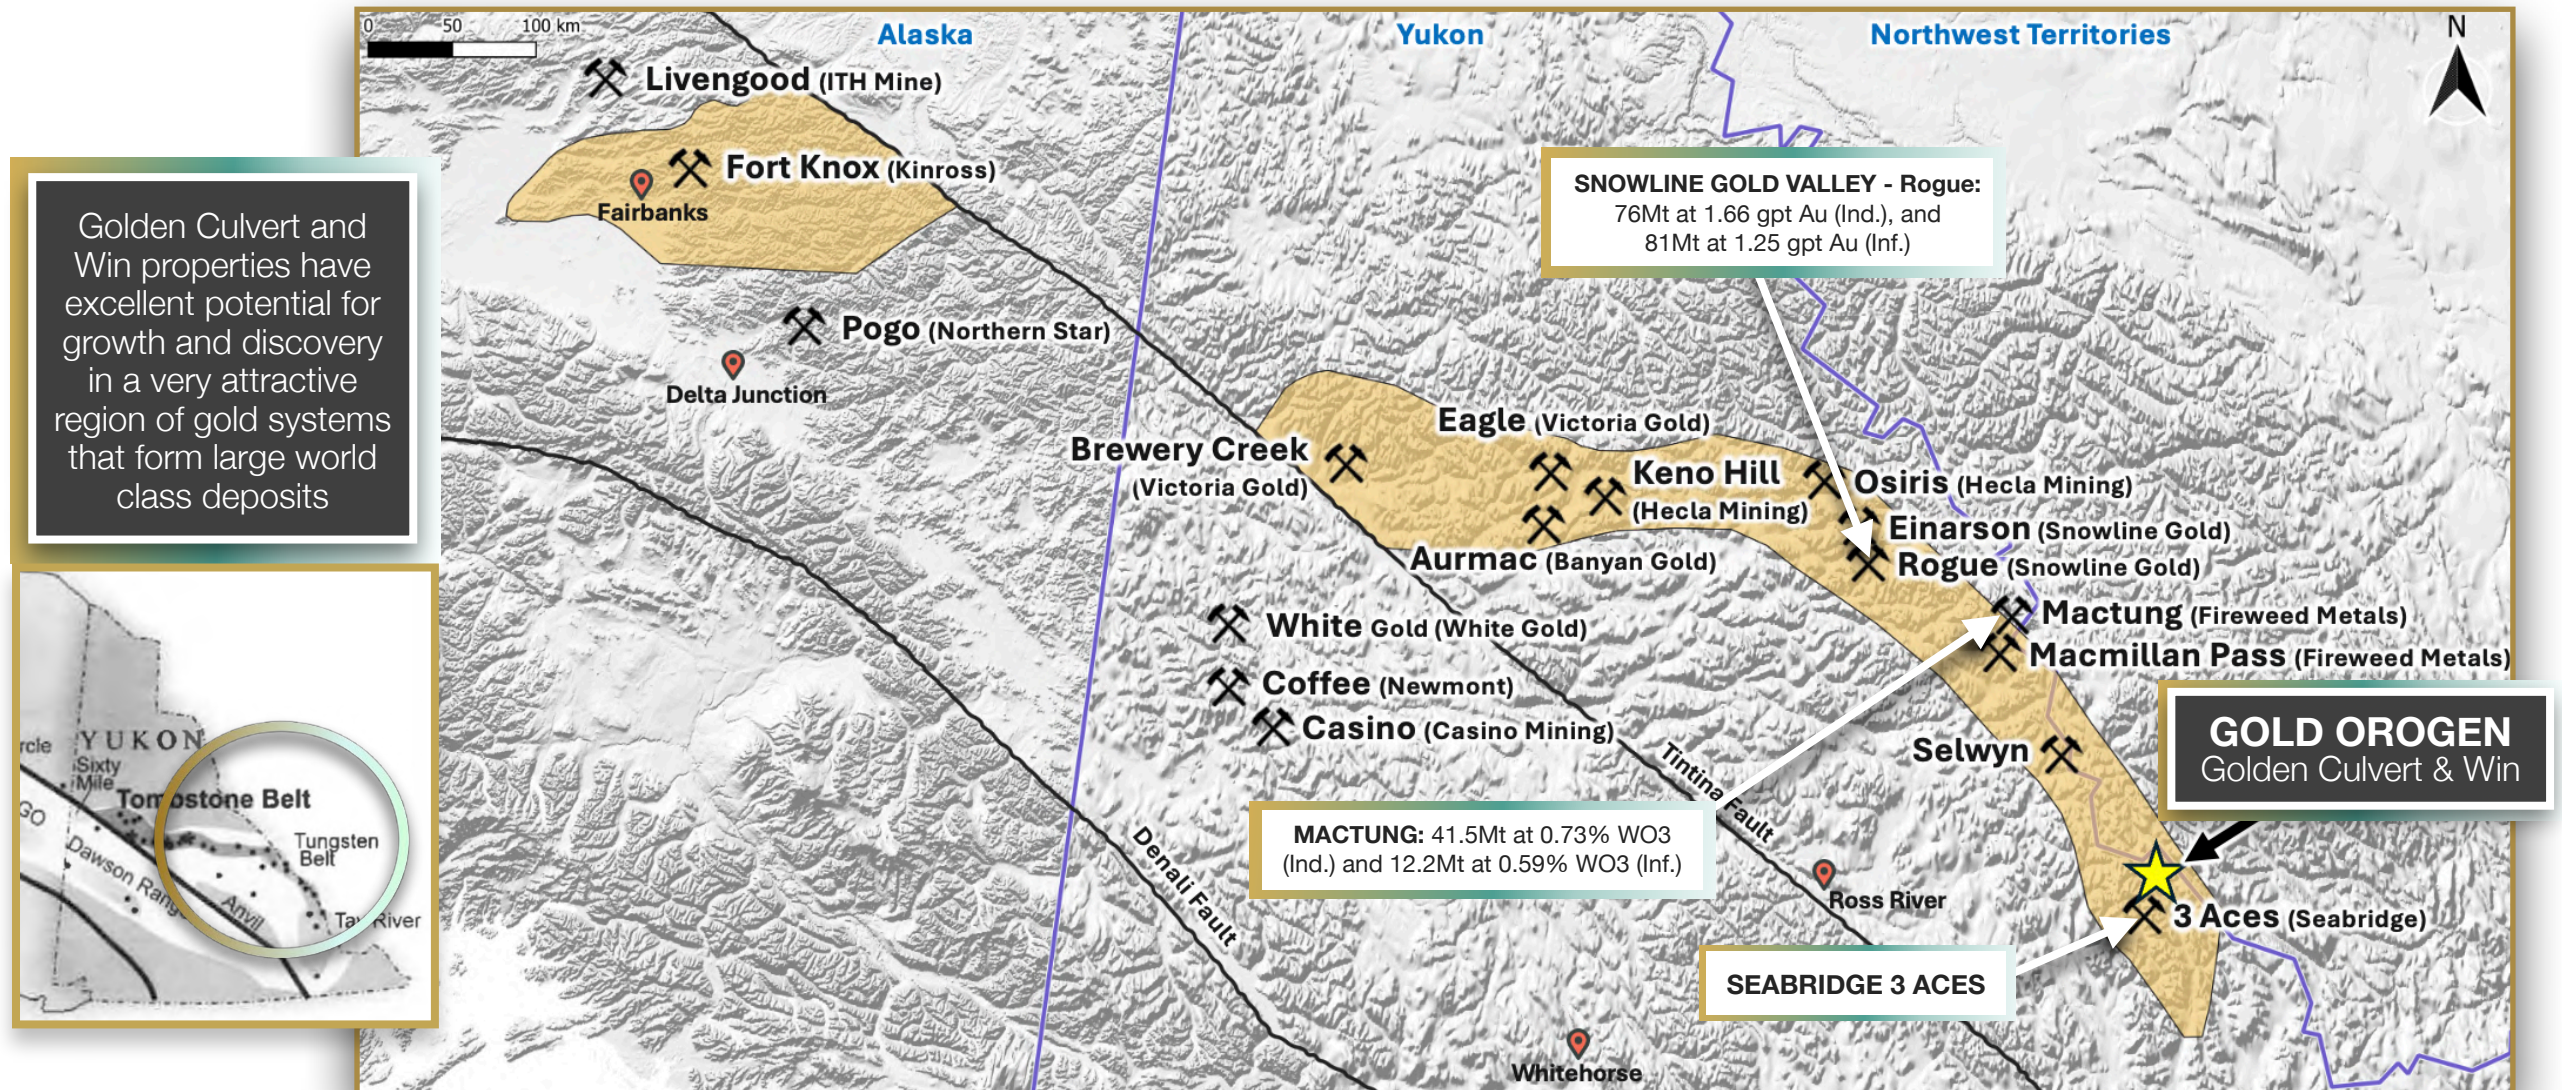 0 50 100 km
Alaska
Yukon
Northwest Territories
N
Livengood (ITH Mine)
Fort Knox (Kinross)
Fairbanks
Pogo (Northern Star)
Delta Junction
Golden Culvert and
Win properties have
excellent potential for
growth and discovery
in a very attractive
region of gold systems
that form large world
class deposits
SNOWLINE GOLD VALLEY - Rogue:
76Mt at 1.66 gpt Au (Ind.), and
81Mt at 1.25 gpt Au (Inf.)
Eagle (Victoria Gold)
Brewery Creek
(Victoria Gold)
Keno Hill
(Hecla Mining)
Osiris (Hecla Mining)
Einarson (Snowline Gold)
Aurmac (Banyan Gold)
Rogue (Snowline Gold)
White Gold (White Gold)
Mactung (Fireweed Metals)
Macmillan Pass (Fireweed Metals)
Coffee (Newmont)
Casino (Casino Mining)
Selwyn
Tintina Fault
Denali Fault
GOLD OROGEN
Golden Culvert & Win
MACTUNG: 41.5Mt at 0.73% WO3
(Ind.) and 12.2Mt at 0.59% WO3 (Inf.)
Ross River
3 Aces (Seabridge)
SEABRIDGE 3 ACES
Whitehorse
rcle
YUKON
Sixty
Mile
Tombstone Belt
GO
Tungsten
Belt
Dawson Rang
Anvil
Tay River